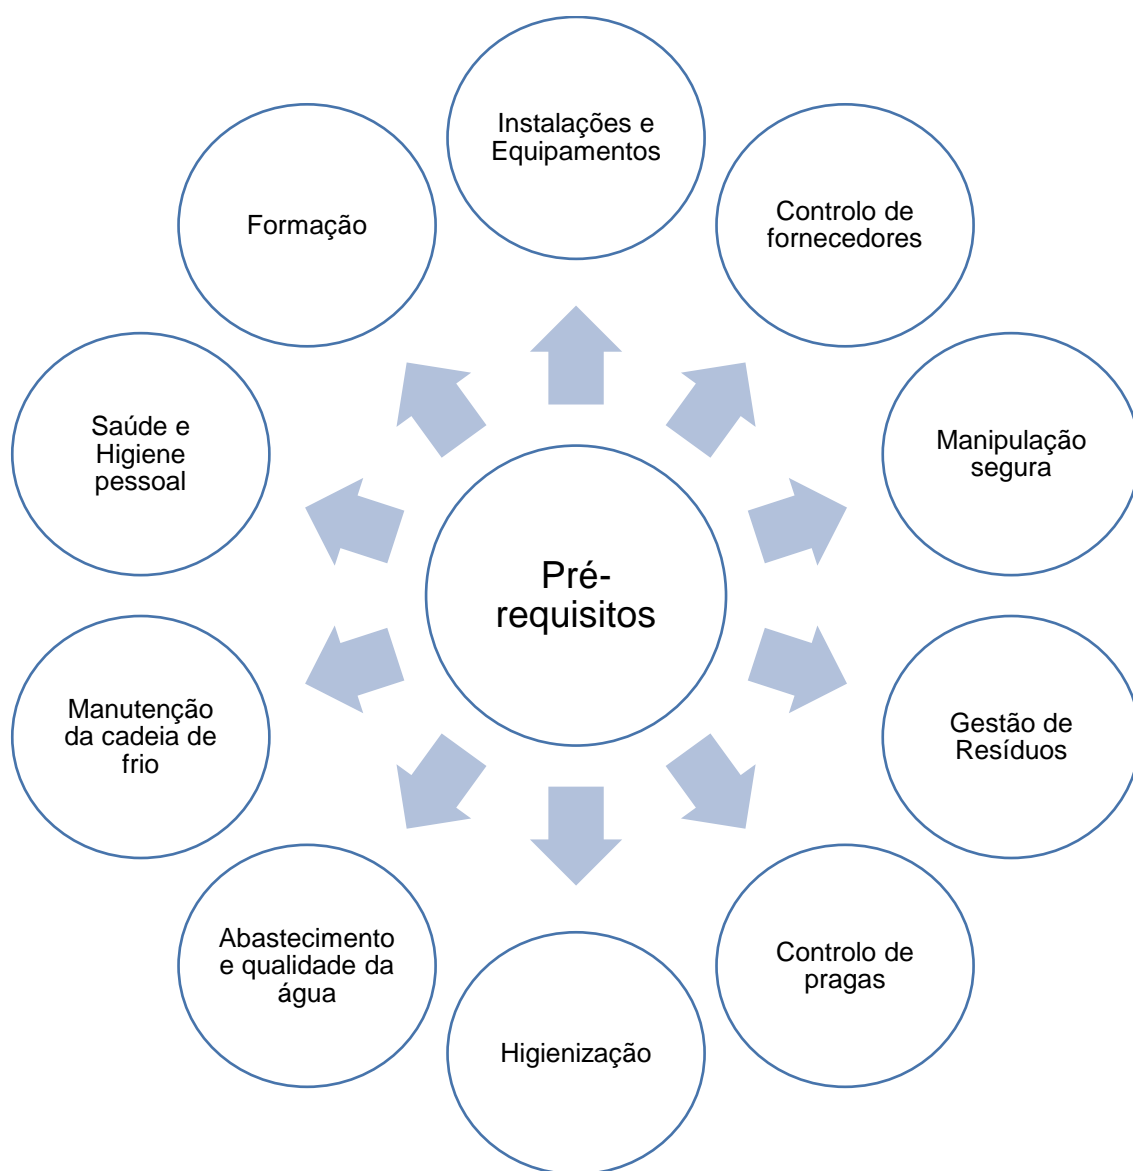 Instalações e
Equipamentos
Controlo de
fornecedores
Formação
Saúde e
Higiene
pessoal
Manipulação
segura
Pré-
requisitos
Manutenção
da cadeia de
frio
Gestão de
Resíduos
Abastecimento
e qualidade da
água
Controlo de
pragas
Higienização